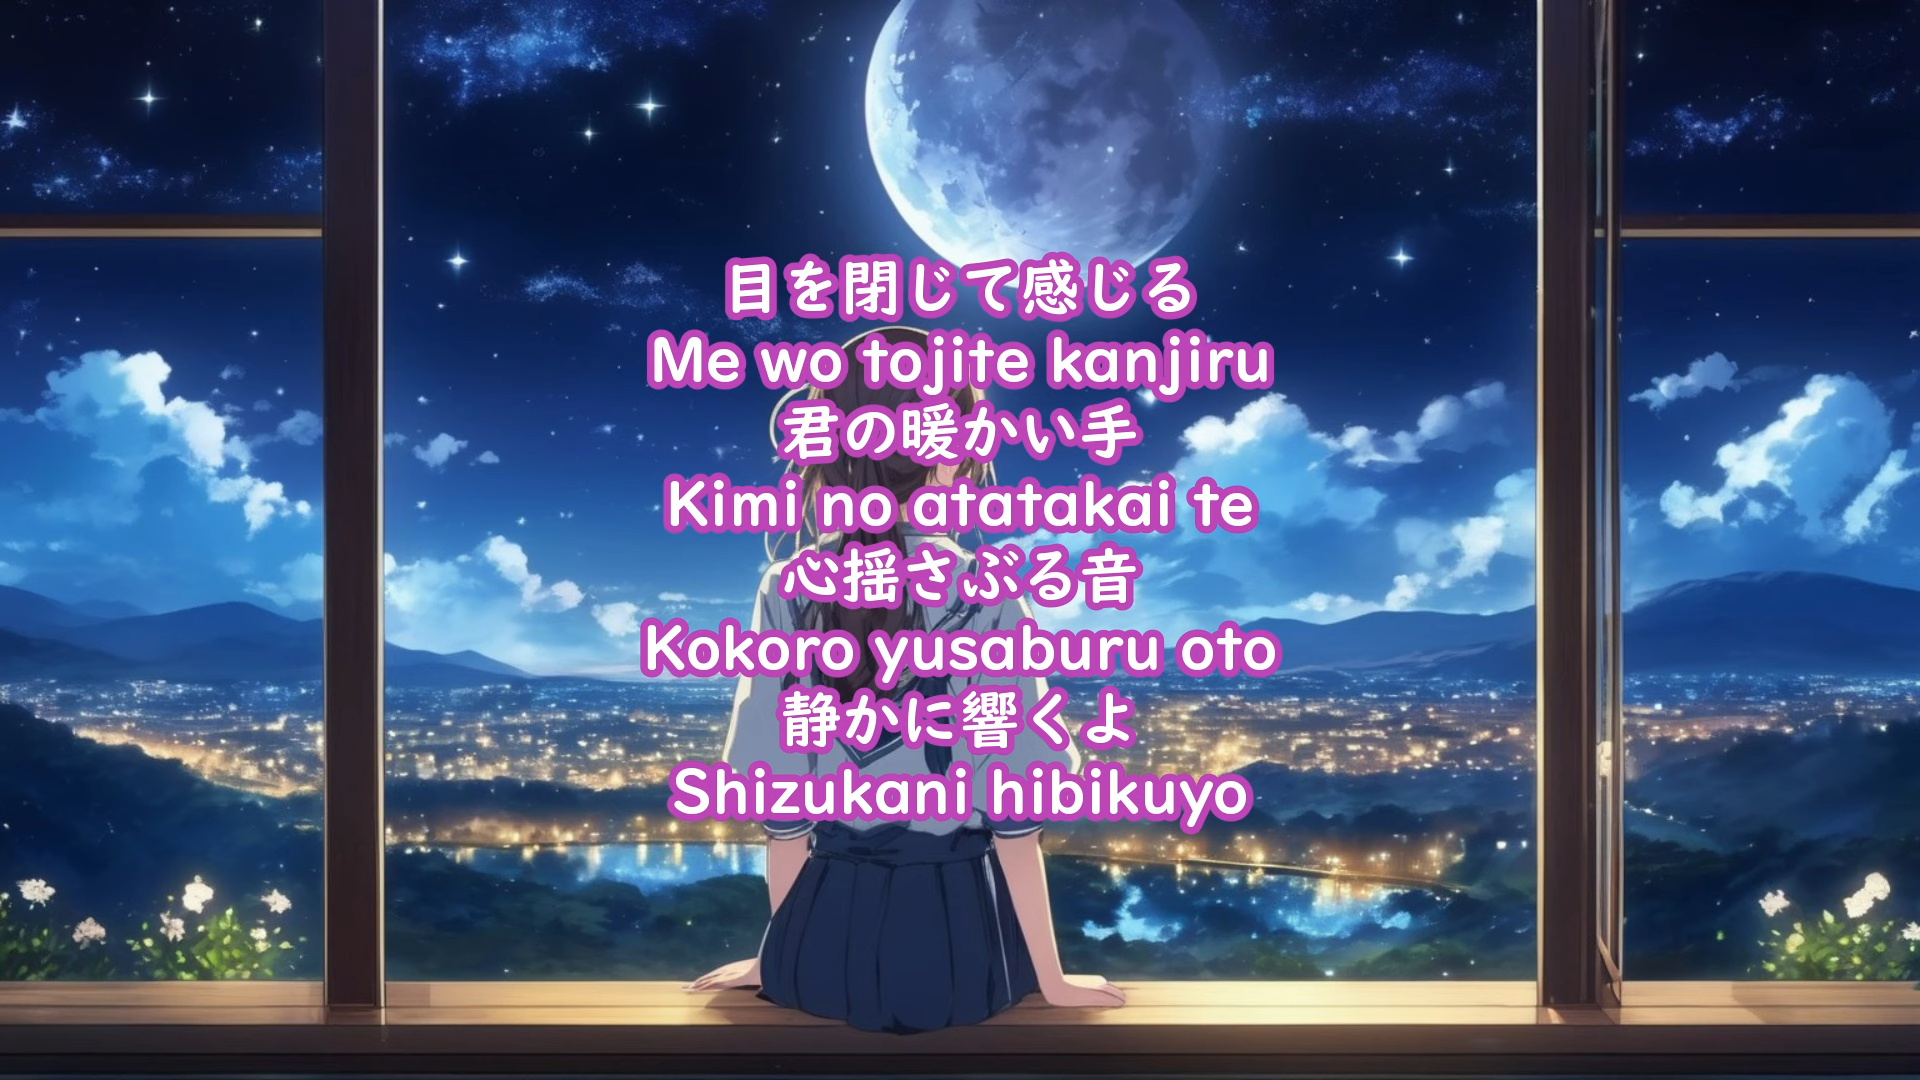 目を閉じて感じる
Me wo tojite kanjiru
君の暖かい手
Kimi no atatakai te
心揺さぶる音
Kokoro yusaburu oto
静かに響くよ
Shizukani hibikuyo